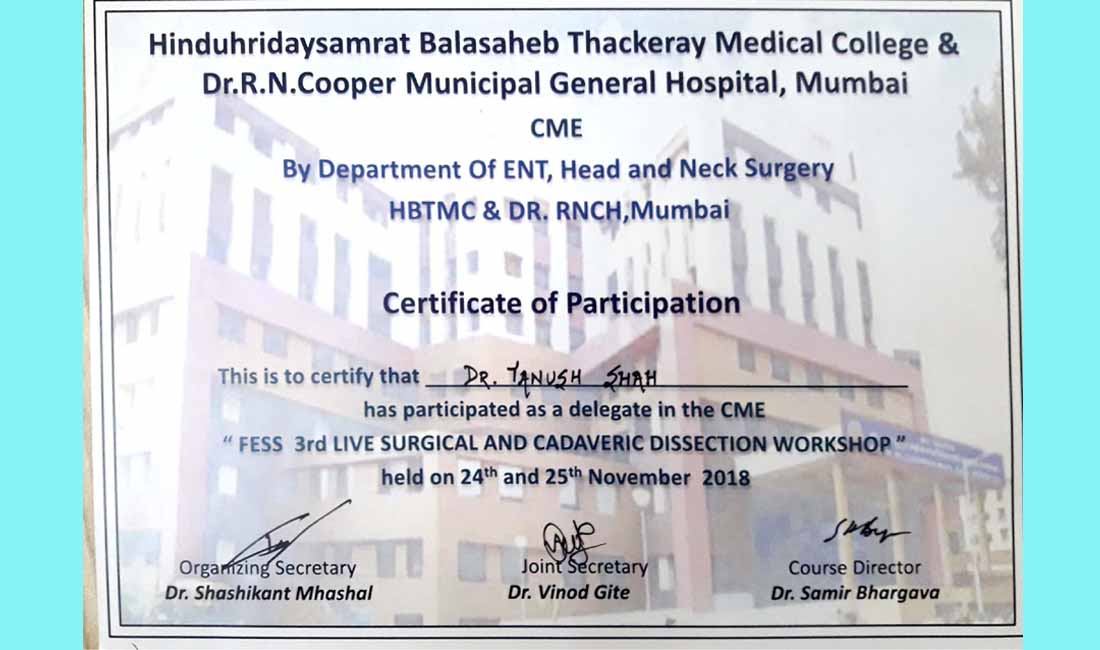 Hinduhridaysamrat Balasaheb Thackeray Medical College &
Dr.R.N.Cooper Municipal General Hospital, Mumbai
CME
By Department Of ENT, Head and Neck Surgery
HBTMC & DR. RNCH,Mumbai
Certificate of Participation
This is to certify that DR. TANUSH SHAH
has participated as a delegate in the CME
“ FESS 3rd LIVE SURGICAL AND CADAVERIC DISSECTION WORKSHOP ”
held on 24th and 25th November 2018
Organizing Secretary Joint Secretary Course Director
Dr. Shashikant Mhashal Dr. Vinod Gite Dr. Samir Bhargava